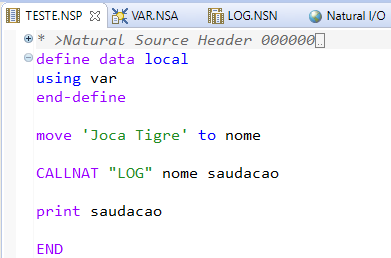 TESTE.NSP VAR.NSA LOG.NSN Natural I/O
* >Natural Source Header 000000
define data local
using var
end-define
move 'Joca Tigre' to nome
CALLNAT "LOG" nome saudacao
print saudacao
END